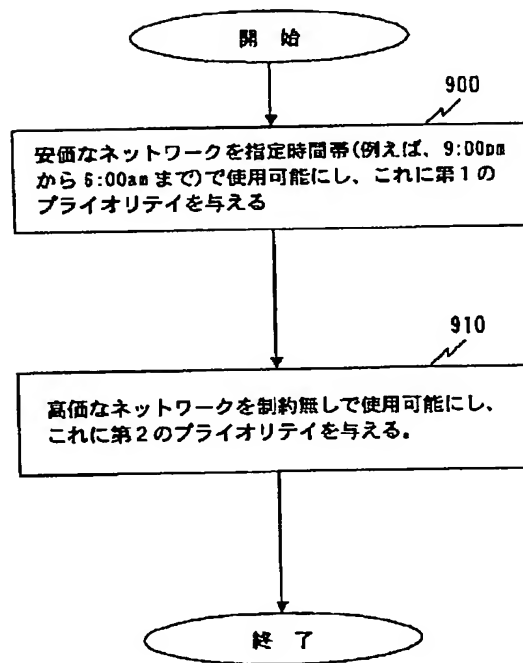 開 始
900
安価なネットワークを指定時間帯(例えば、9:00pm
から6:00amまで)で使用可能にし、これに第1の
プライオリテイを与える
910
高価なネットワークを制約無しで使用可能にし、
これに第2のプライオリテイを与える。
終 了